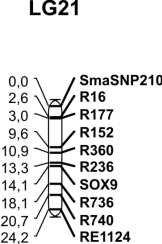 LG21
0,0 SmaSNP210
2,6 R16
3,0 R177
9,6 R152
10,9 R360
13,3 R236
14,1 SOX9
18,1 R736
20,7 R740
24,2 RE1124